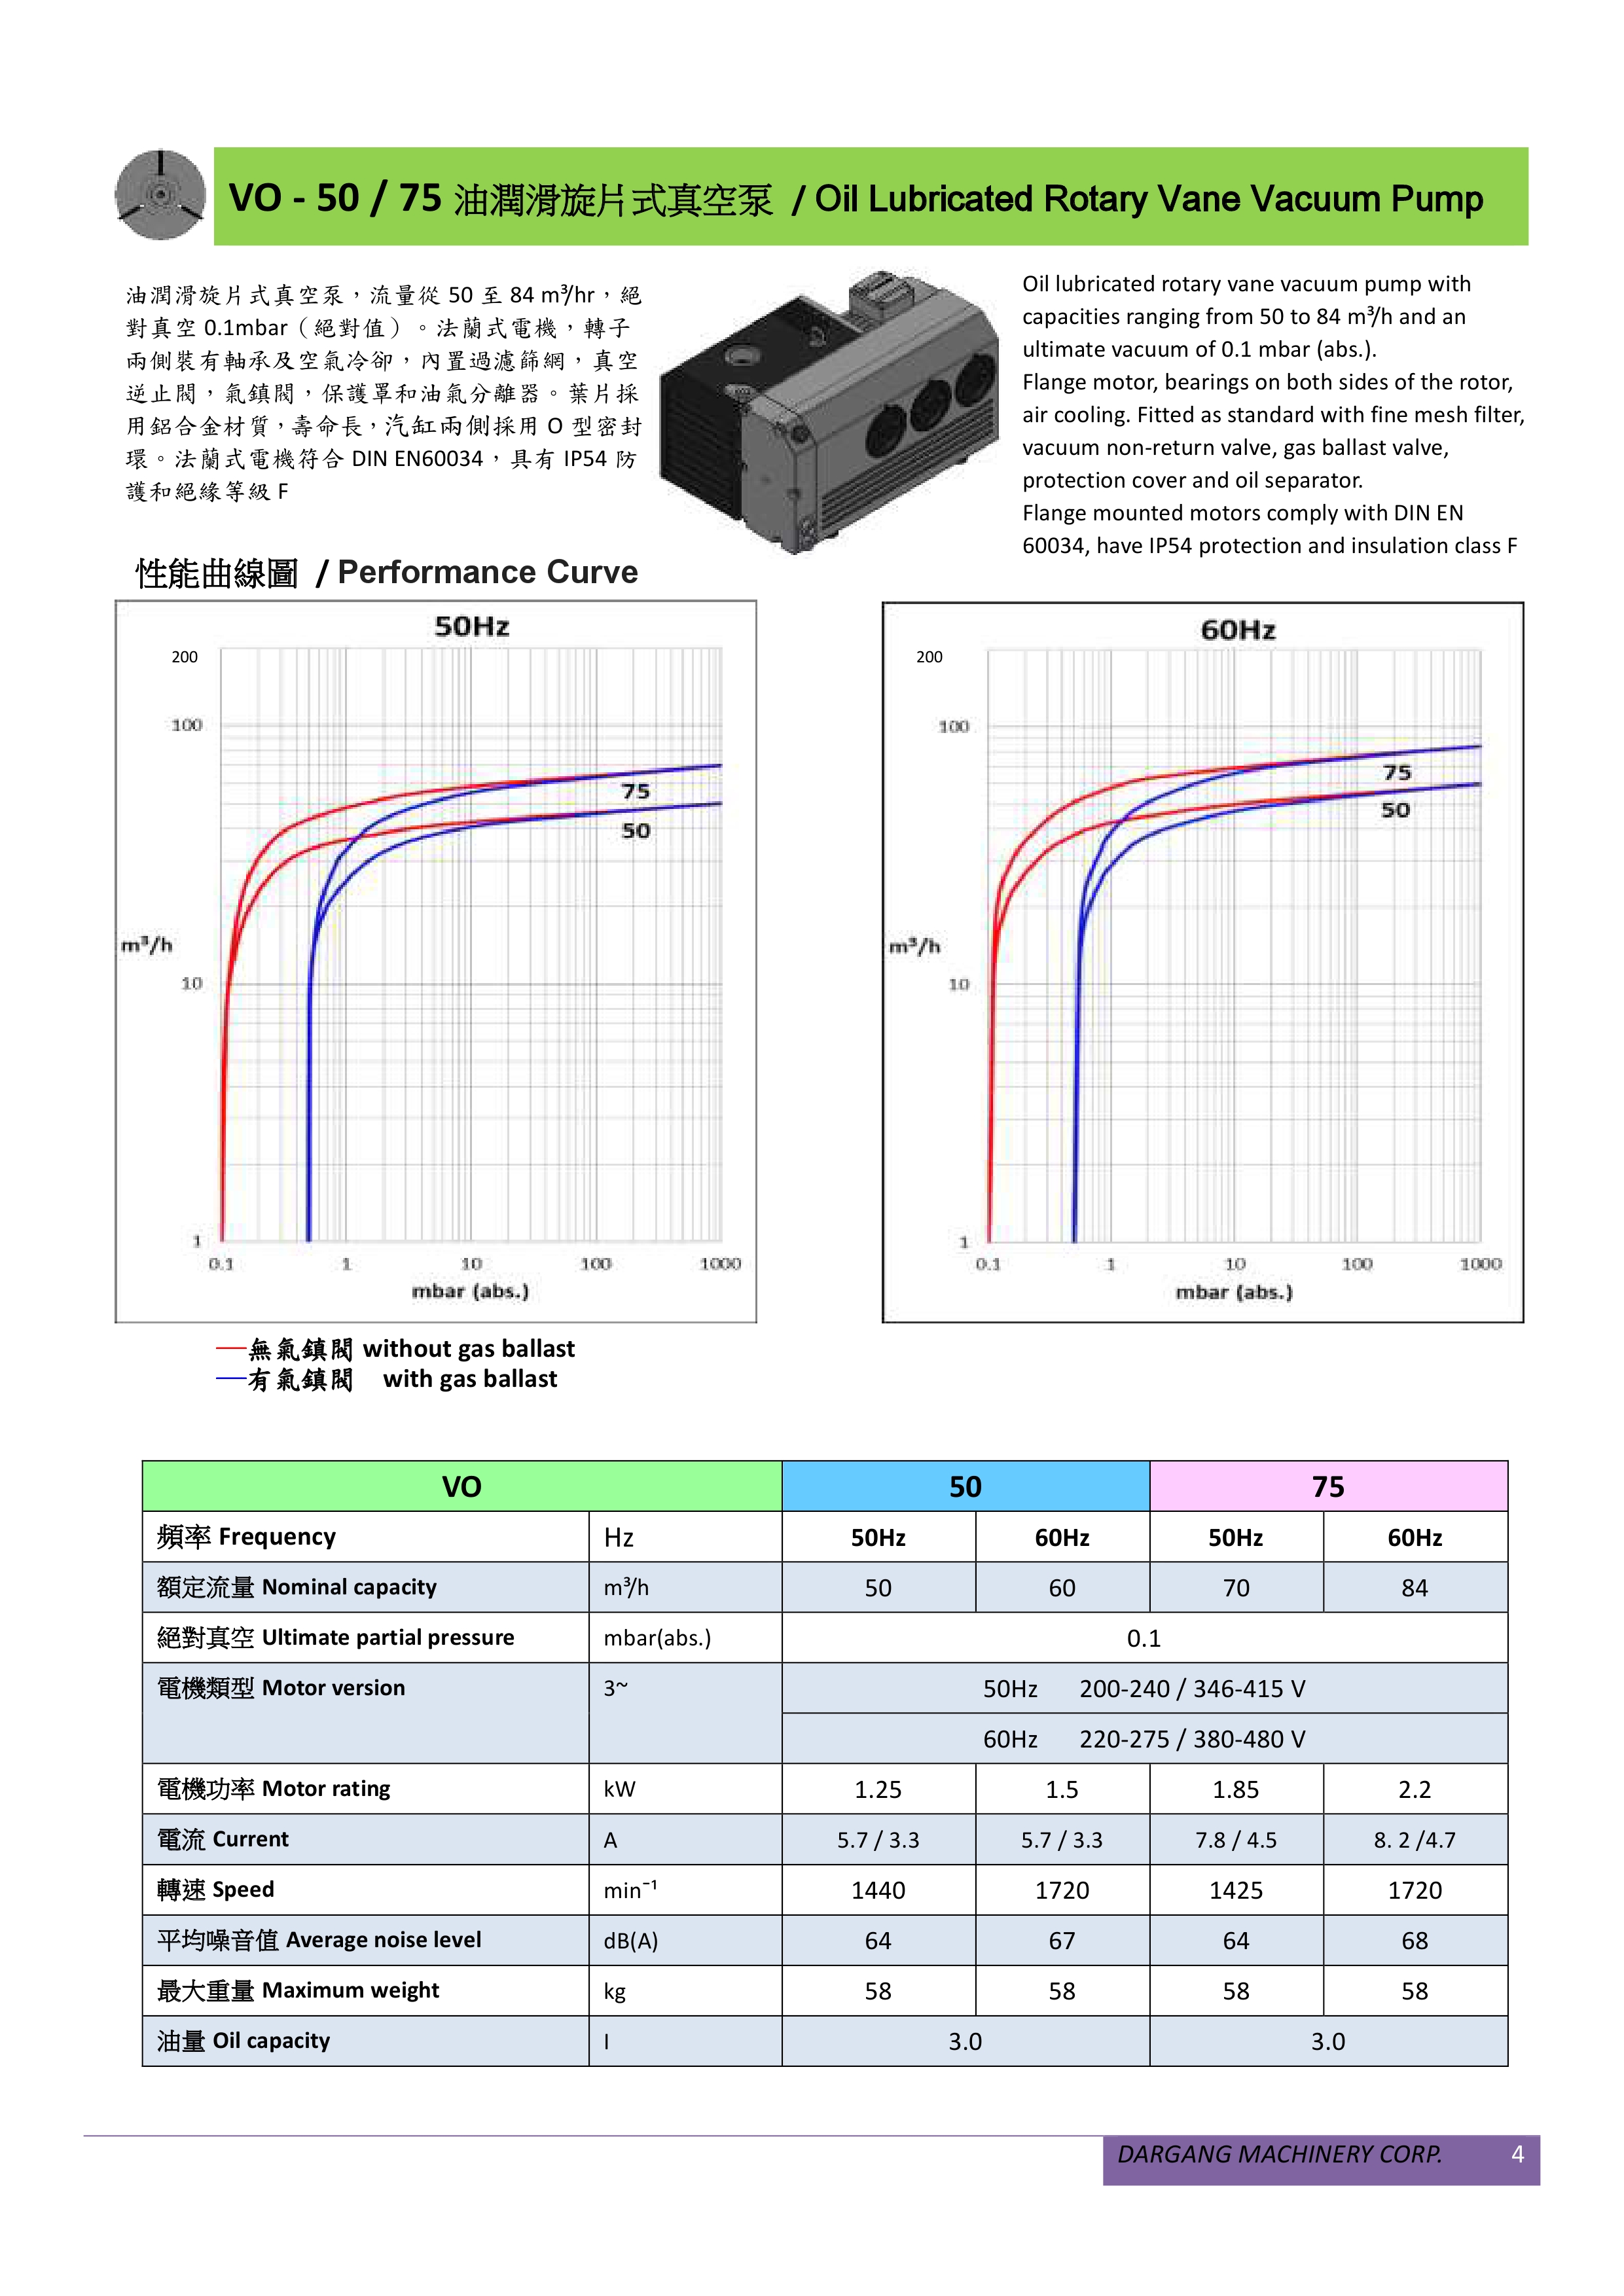 VO - 50 / 75 油潤滑旋片式真空泵 / Oil Lubricated Rotary Vane Vacuum Pump
油潤滑旋片式真空泵，流量從 50 至 84 m³/hr，絕
對真空 0.1mbar（絕對值）。法蘭式電機，轉子
兩側裝有軸承及空氣冷卻，內置過濾篩網，真空
逆止閥，氣鎮閥，保護罩和油氣分離器。葉片採
用鋁合金材質，壽命長，汽缸兩側採用 O 型密封
環。法蘭式電機符合 DIN EN60034，具有 IP54 防
護和絕緣等級 F
Oil lubricated rotary vane vacuum pump with
capacities ranging from 50 to 84 m³/h and an
ultimate vacuum of 0.1 mbar (abs.).
Flange motor, bearings on both sides of the rotor,
air cooling. Fitted as standard with fine mesh filter,
vacuum non-return valve, gas ballast valve,
protection cover and oil separator.
Flange mounted motors comply with DIN EN
60034, have IP54 protection and insulation class F
性能曲線圖 / Performance Curve
50Hz
200
100
75
50
m³/h
10
1
0.1 1 10 100 1000
mbar (abs.)
60Hz
200
100
75
50
m³/h
10
1
0.1 1 10 100 1000
mbar (abs.)
無氣鎮閥 without gas ballast
有氣鎮閥 with gas ballast
VO 50 75
頻率 Frequency Hz 50Hz 60Hz 50Hz 60Hz
額定流量 Nominal capacity m³/h 50 60 70 84
絕對真空 Ultimate partial pressure mbar(abs.) 0.1
電機類型 Motor version 3~ 50Hz 200-240 / 346-415 V
60Hz 220-275 / 380-480 V
電機功率 Motor rating kW 1.25 1.5 1.85 2.2
電流 Current A 5.7 / 3.3 5.7 / 3.3 7.8 / 4.5 8. 2 /4.7
轉速 Speed min⁻¹ 1440 1720 1425 1720
平均噪音值 Average noise level dB(A) 64 67 64 68
最大重量 Maximum weight kg 58 58 58 58
油量 Oil capacity l 3.0 3.0
DARGANG MACHINERY CORP. 4